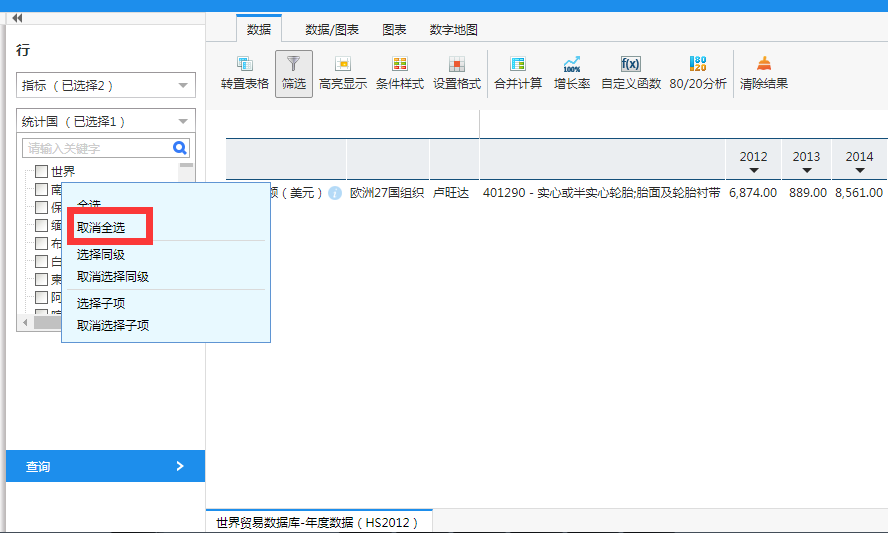 数据
数据/图表
图表
数字地图
行
指标 （已选择2 ）
转置表格
筛选
高亮显示
条件样式
设置格式
合并计算
100%
增长率
f(x)
自定义函数
80
20
80/20分析
清除结果
统计国 （已选择1 ）
请输入关键字
世界
南
保
缅
布
白
柬
阿
全选
取消全选
选择同级
取消选择同级
选择子项
取消选择子项
2012
2013
2014
额（美元） i 欧洲27国组织 卢旺达 401290 - 实心或半实心轮胎;胎面及轮胎衬带 6,874.00 889.00 8,561.00
查询
世界贸易数据库-年度数据（HS2012 ）